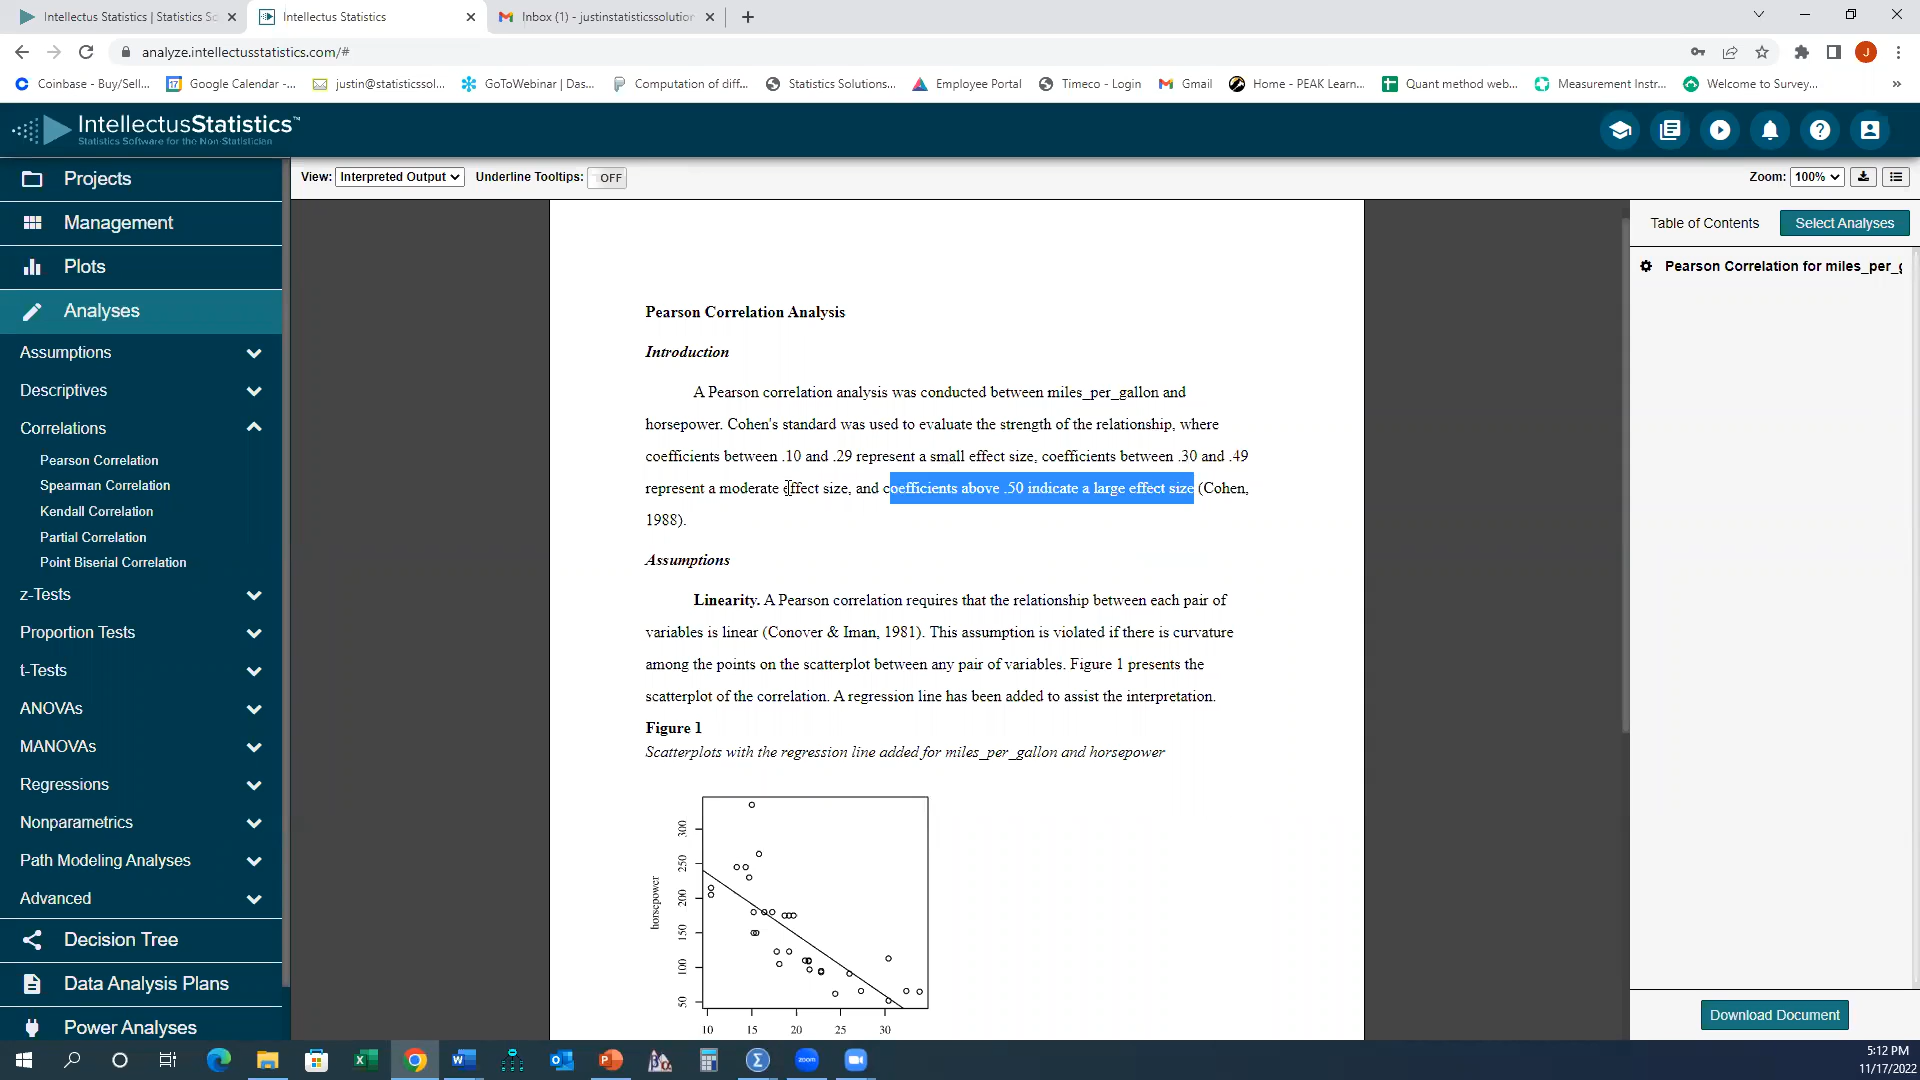 Intellectus Statistics | Statistics So
Intellectus Statistics
Inbox (1) - justinstatisticssolution
analyze.intellectusstatistics.com/#
J
Coinbase - Buy/Sell...
Google Calendar -...
justin@statisticssol...
GoToWebinar | Das...
Computation of diff...
Statistics Solutions...
Employee Portal
Timeco - Login
Gmail
Home - PEAK Learn...
Quant method web...
Measurement Instr...
Welcome to Survey...
»
IntellectusStatistics™
Statistics Software for the Non-Statistician
Projects
Management
Plots
Analyses
Assumptions
Descriptives
Correlations
Pearson Correlation
Spearman Correlation
Kendall Correlation
Partial Correlation
Point Biserial Correlation
z-Tests
Proportion Tests
t-Tests
ANOVAs
MANOVAs
Regressions
Nonparametrics
Path Modeling Analyses
Advanced
Decision Tree
Data Analysis Plans
Power Analyses
View: Interpreted Output Underline Tooltips: OFF
Zoom: 100%
Pearson Correlation Analysis
Introduction
A Pearson correlation analysis was conducted between miles_per_gallon and
horsepower. Cohen's standard was used to evaluate the strength of the relationship, where
coefficients between .10 and .29 represent a small effect size, coefficients between .30 and .49
represent a moderate effect size, and coefficients above .50 indicate a large effect size (Cohen,
1988).
Assumptions
Linearity. A Pearson correlation requires that the relationship between each pair of
variables is linear (Conover & Iman, 1981). This assumption is violated if there is curvature
among the points on the scatterplot between any pair of variables. Figure 1 presents the
scatterplot of the correlation. A regression line has been added to assist the interpretation.
Figure 1
Scatterplots with the regression line added for miles_per_gallon and horsepower
horsepower
300
250
200
150
100
50
10 15 20 25 30
Table of Contents
Select Analyses
Pearson Correlation for miles_per_g
Download Document
5:12 PM
11/17/2022